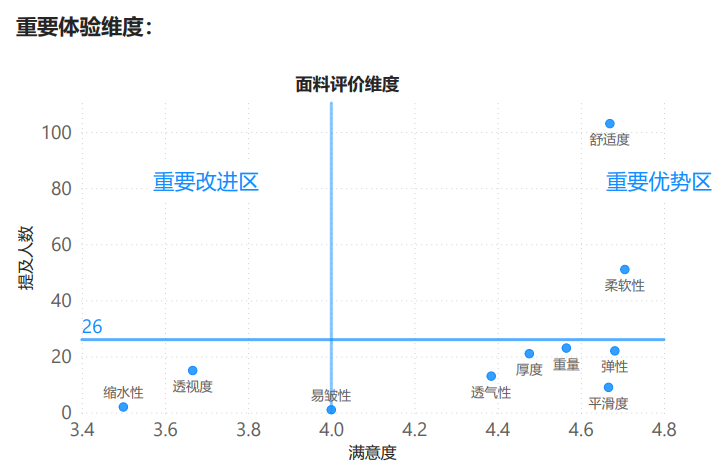 重要体验维度：
面料评价维度
100
舒适度
重要改进区
重要优势区
80
提及人数
60
柔软性
40
26
20
厚度
重量
弹性
缩水性
透视度
易皱性
透气性
平滑度
0
3.4
3.6
3.8
4.0
4.2
4.4
4.6
4.8
满意度